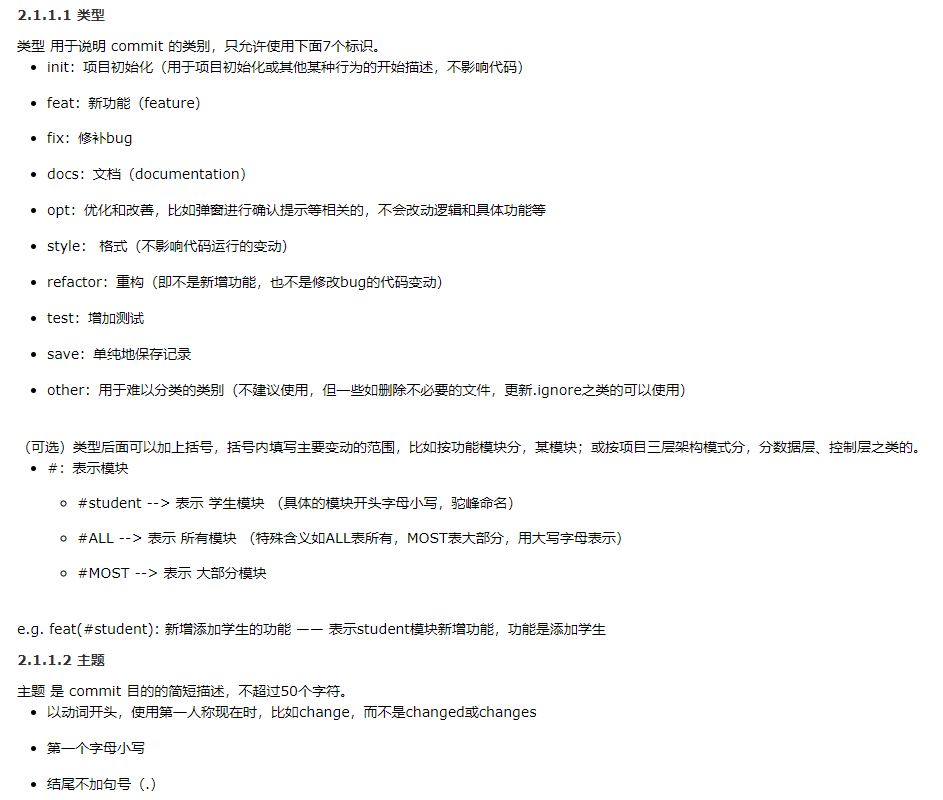 2.1.1.1 类型
类型 用于说明 commit 的类别，只允许使用下面7个标识。
• init：项目初始化（用于项目初始化或其他某种行为的开始描述，不影响代码）
• feat：新功能（feature）
• fix：修补bug
• docs：文档（documentation）
• opt：优化和改善，比如弹窗进行确认提示等相关的，不会改动逻辑和具体功能等
• style： 格式（不影响代码运行的变动）
• refactor：重构（即不是新增功能，也不是修改bug的代码变动）
• test：增加测试
• save：单纯地保存记录
• other：用于难以分类的类别（不建议使用，但一些如删除不必要的文件，更新.ignore之类的可以使用）
（可选）类型后面可以加上括号，括号内填写主要变动的范围，比如按功能模块分，某模块；或按项目三层架构模式分，分数据层、控制层之类的。
• #：表示模块
◦ #student --> 表示 学生模块 （具体的模块开头字母小写，驼峰命名）
◦ #ALL --> 表示 所有模块 （特殊含义如ALL表所有，MOST表大部分，用大写字母表示）
◦ #MOST --> 表示 大部分模块
e.g. feat(#student): 新增添加学生的功能 —— 表示student模块新增功能，功能是添加学生
2.1.1.2 主题
主题 是 commit 目的的简短描述，不超过50个字符。
• 以动词开头，使用第一人称现在时，比如change，而不是changed或changes
• 第一个字母小写
• 结尾不加句号（.）